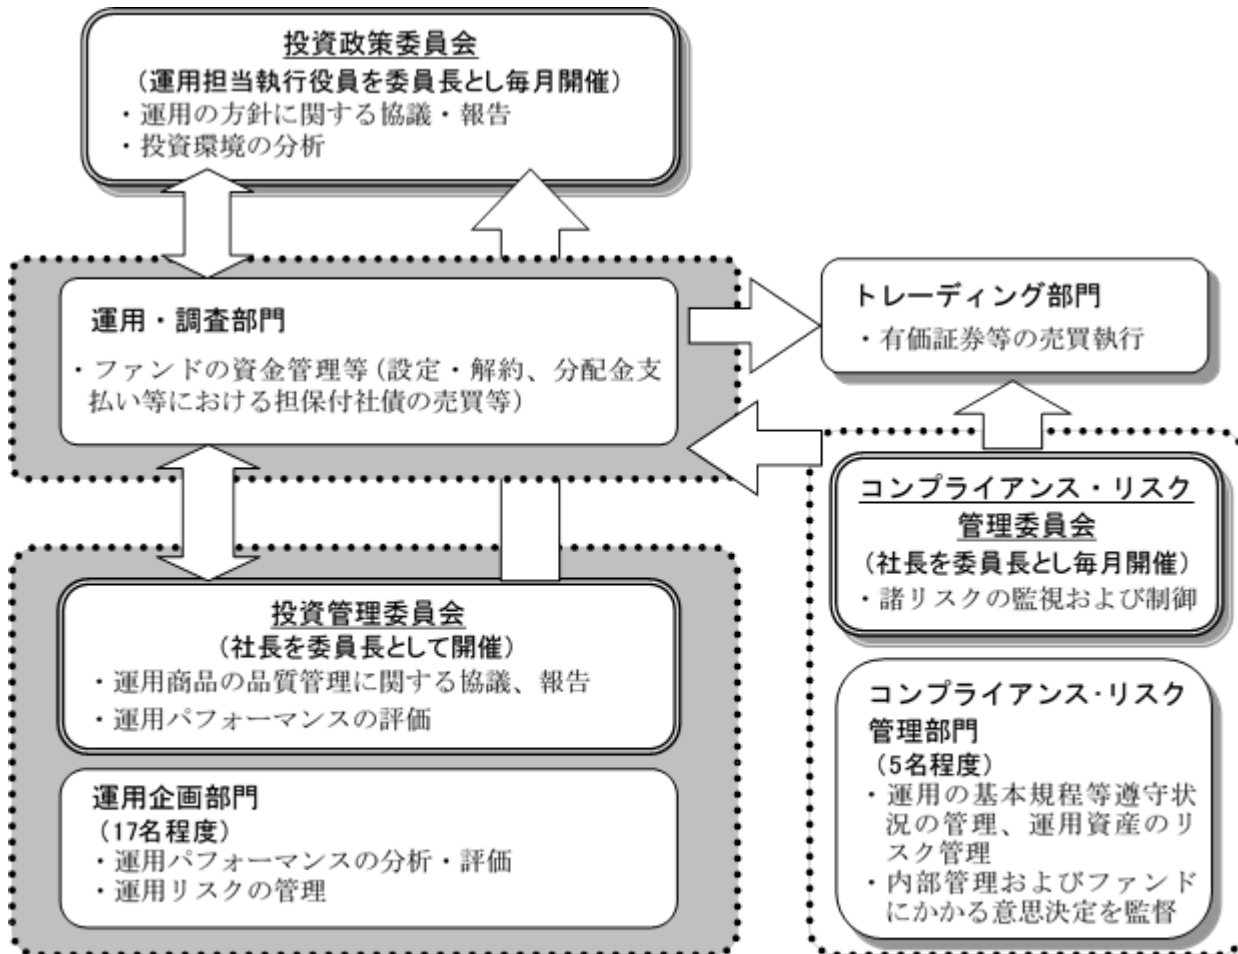 投資政策委員会
（運用担当執行役員を委員長とし毎月開催）
・運用の方針に関する協議・報告
・投資環境の分析
運用・調査部門
・ファンドの資金管理等（設定・解約、分配金支
払い等における担保付社債の売買等）
トレーディング部門
・有価証券等の売買執行
投資管理委員会
（社長を委員長として開催）
・運用商品の品質管理に関する協議、報告
・運用パフォーマンスの評価
運用企画部門
（17名程度）
・運用パフォーマンスの分析・評価
・運用リスクの管理
コンプライアンス・リスク
管理委員会
（社長を委員長とし毎月開催）
・諸リスクの監視および制御
コンプライアンス・リスク
管理部門
（5名程度）
・運用の基本規程等遵守状
況の管理、運用資産のリ
スク管理
・内部管理およびファンド
にかかる意思決定を監督